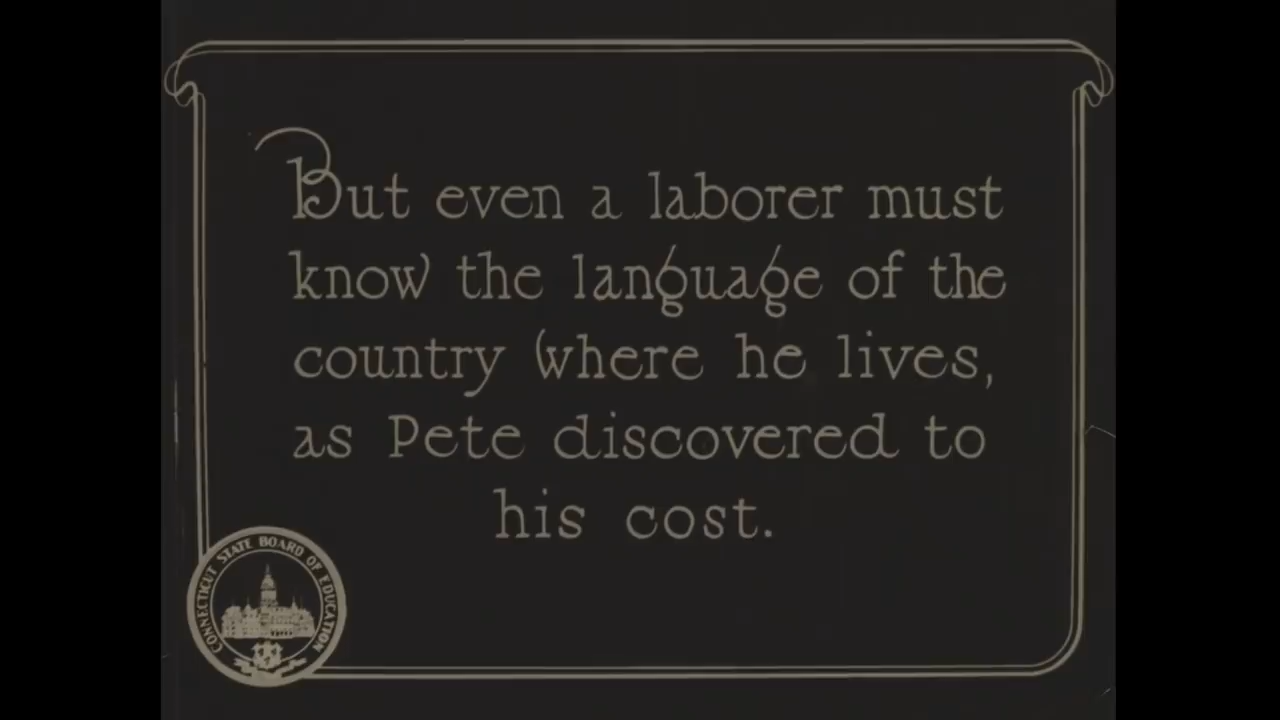 But even a laborer must
know the language of the
country where he lives,
as Pete discovered to
his cost.
CONNECTICUT STATE BOARD OF EDUCATION